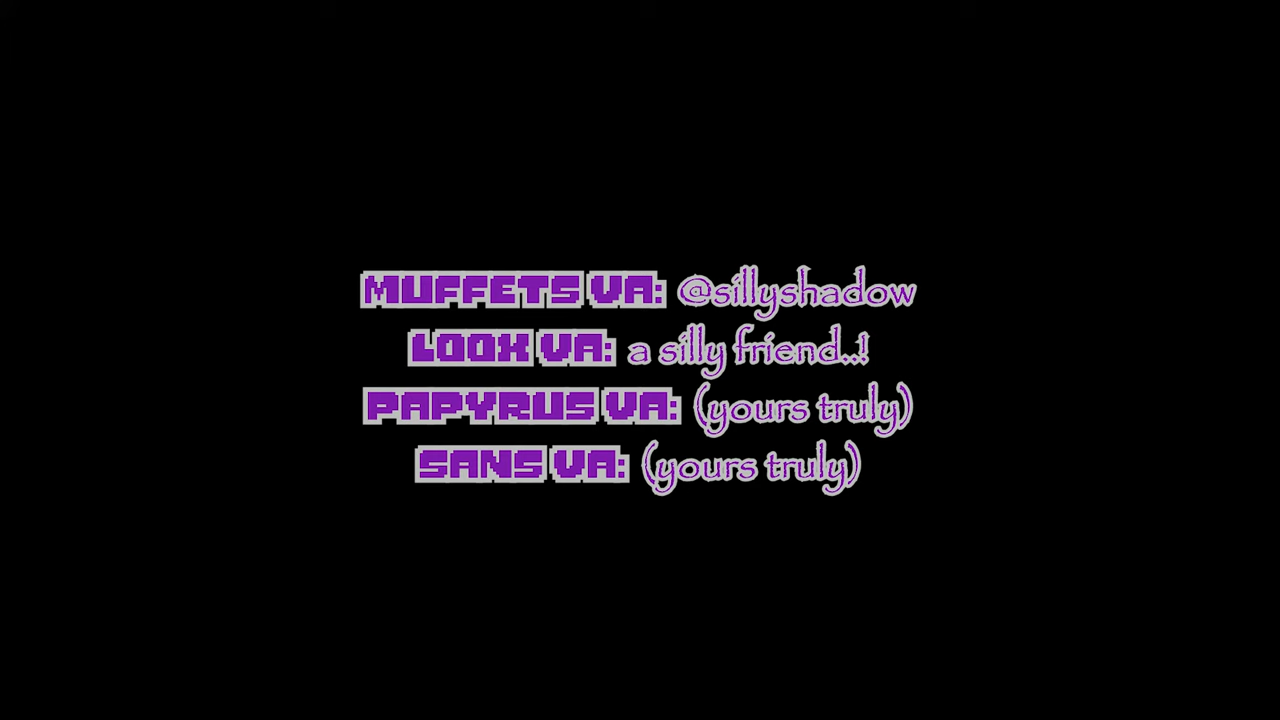 MUFFETS VA: @sillyshadow
LOOX VA: a silly friend..!
PAPYRUS VA: (yours truly)
SANS VA: (yours truly)